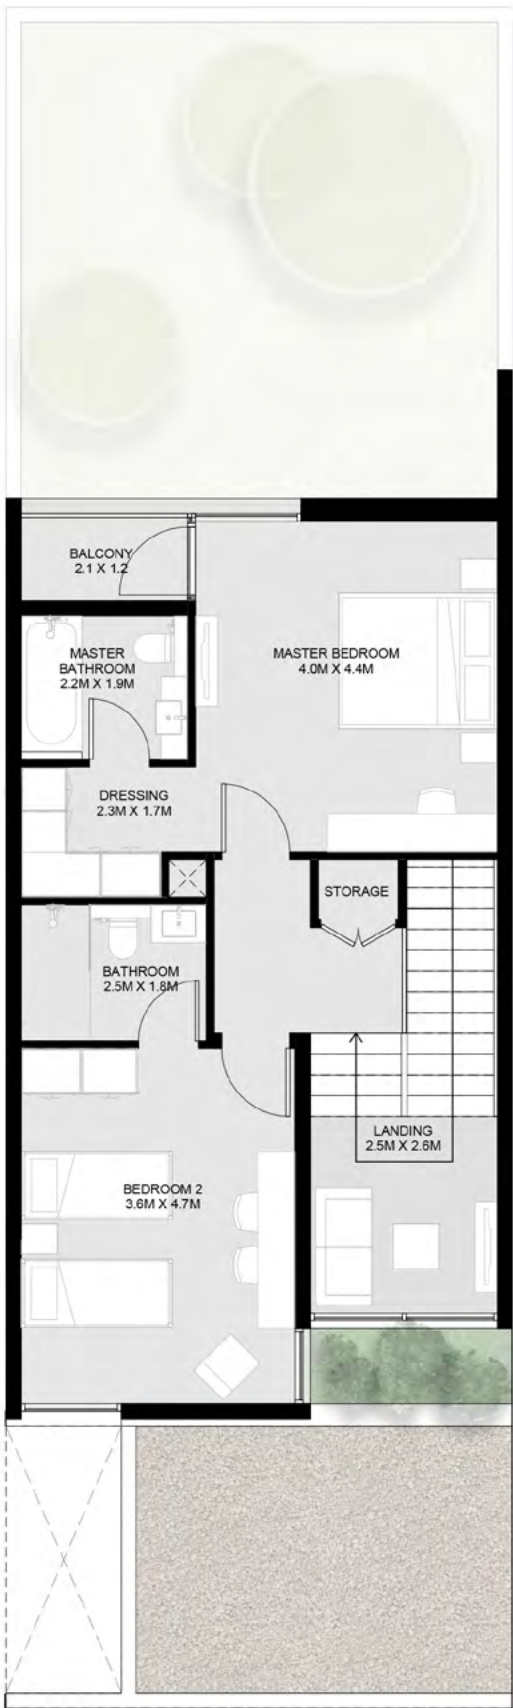 BALCONY
2.1 X 1.2
MASTER
BATHROOM
2.2M X 1.9M
MASTER BEDROOM
4.0M X 4.4M
DRESSING
2.3M X 1.7M
STORAGE
BATHROOM
2.5M X 1.8M
LANDING
2.5M X 2.6M
BEDROOM 2
3.6M X 4.7M